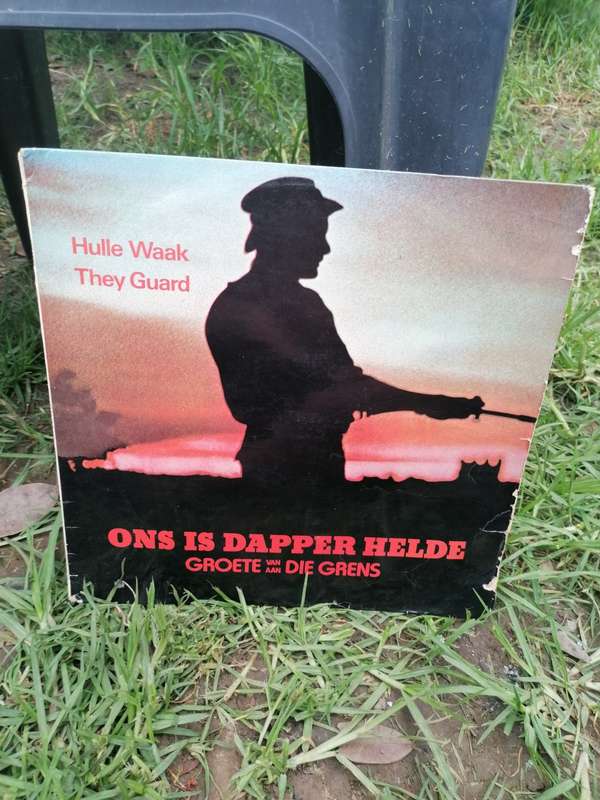 Hulle Waak
They Guard
ONS IS DAPPER HELDE
GROETE VAN AAN DIE GRENS